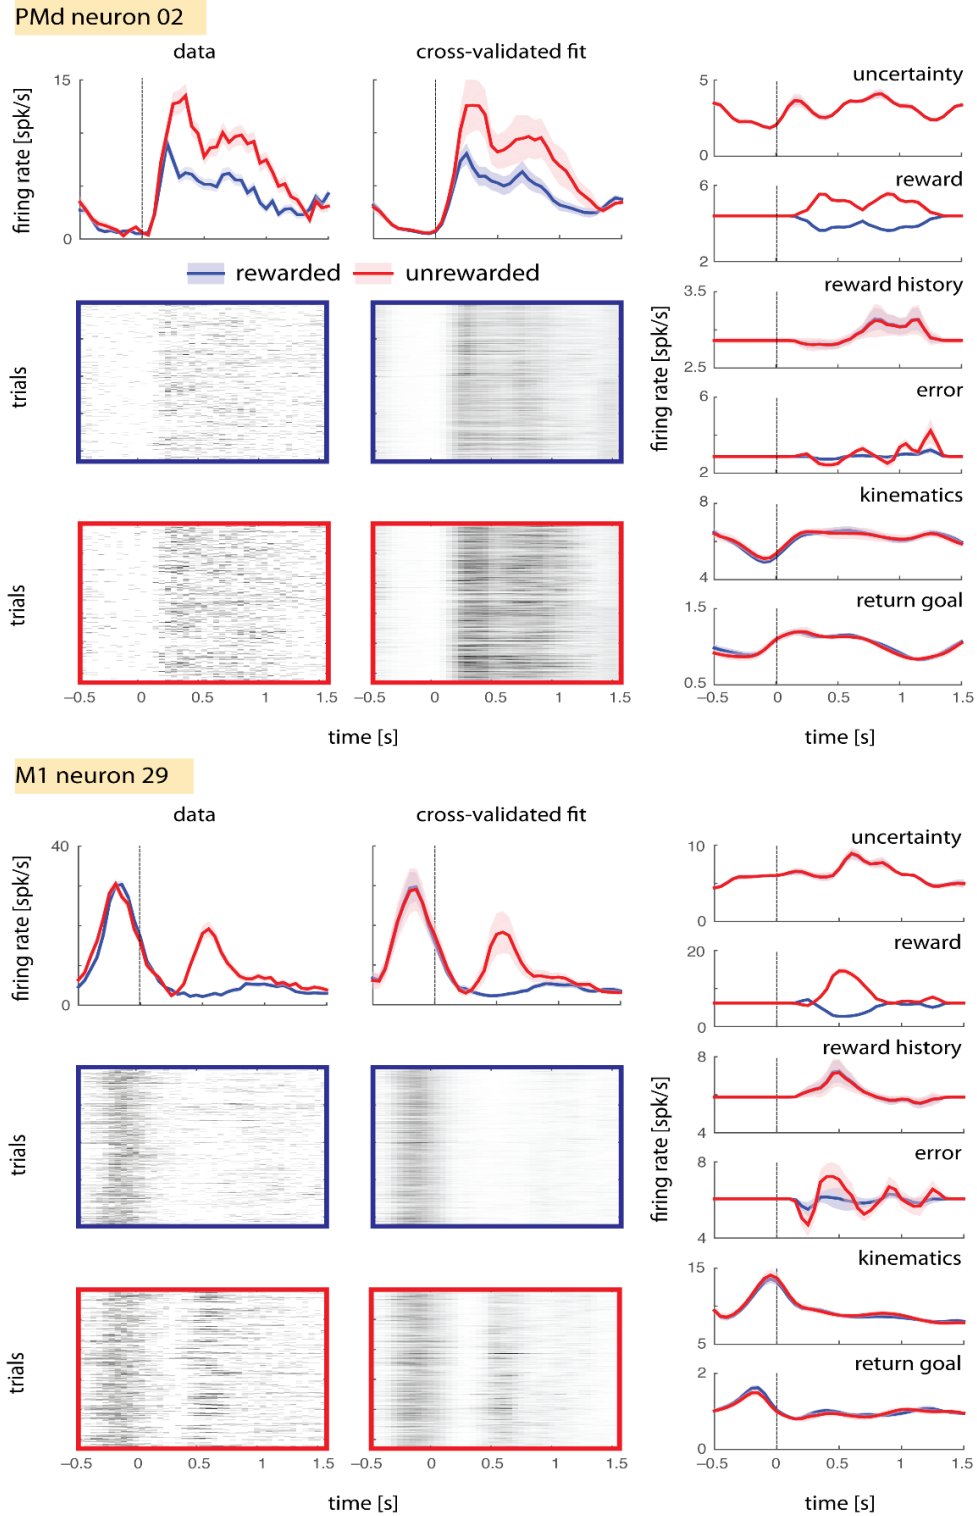 PMd neuron 02
data
cross-validated fit
firing rate [spk/s]
15
0
rewarded
unrewarded
trials
trials
−0.5 0 0.5 1 1.5
−0.5 0 0.5 1 1.5
time [s]
uncertainty
5
0
reward
6
2
reward history
3.5
2.5
firing rate [spk/s]
error
6
2
kinematics
8
4
return goal
1.5
0.5
−0.5 0 0.5 1 1.5
time [s]
M1 neuron 29
data
cross-validated fit
firing rate [spk/s]
40
0
trials
trials
−0.5 0 0.5 1 1.5
−0.5 0 0.5 1 1.5
time [s]
uncertainty
10
0
reward
20
0
reward history
8
4
firing rate [spk/s]
error
8
4
kinematics
15
5
return goal
2
0
−0.5 0 0.5 1 1.5
time [s]